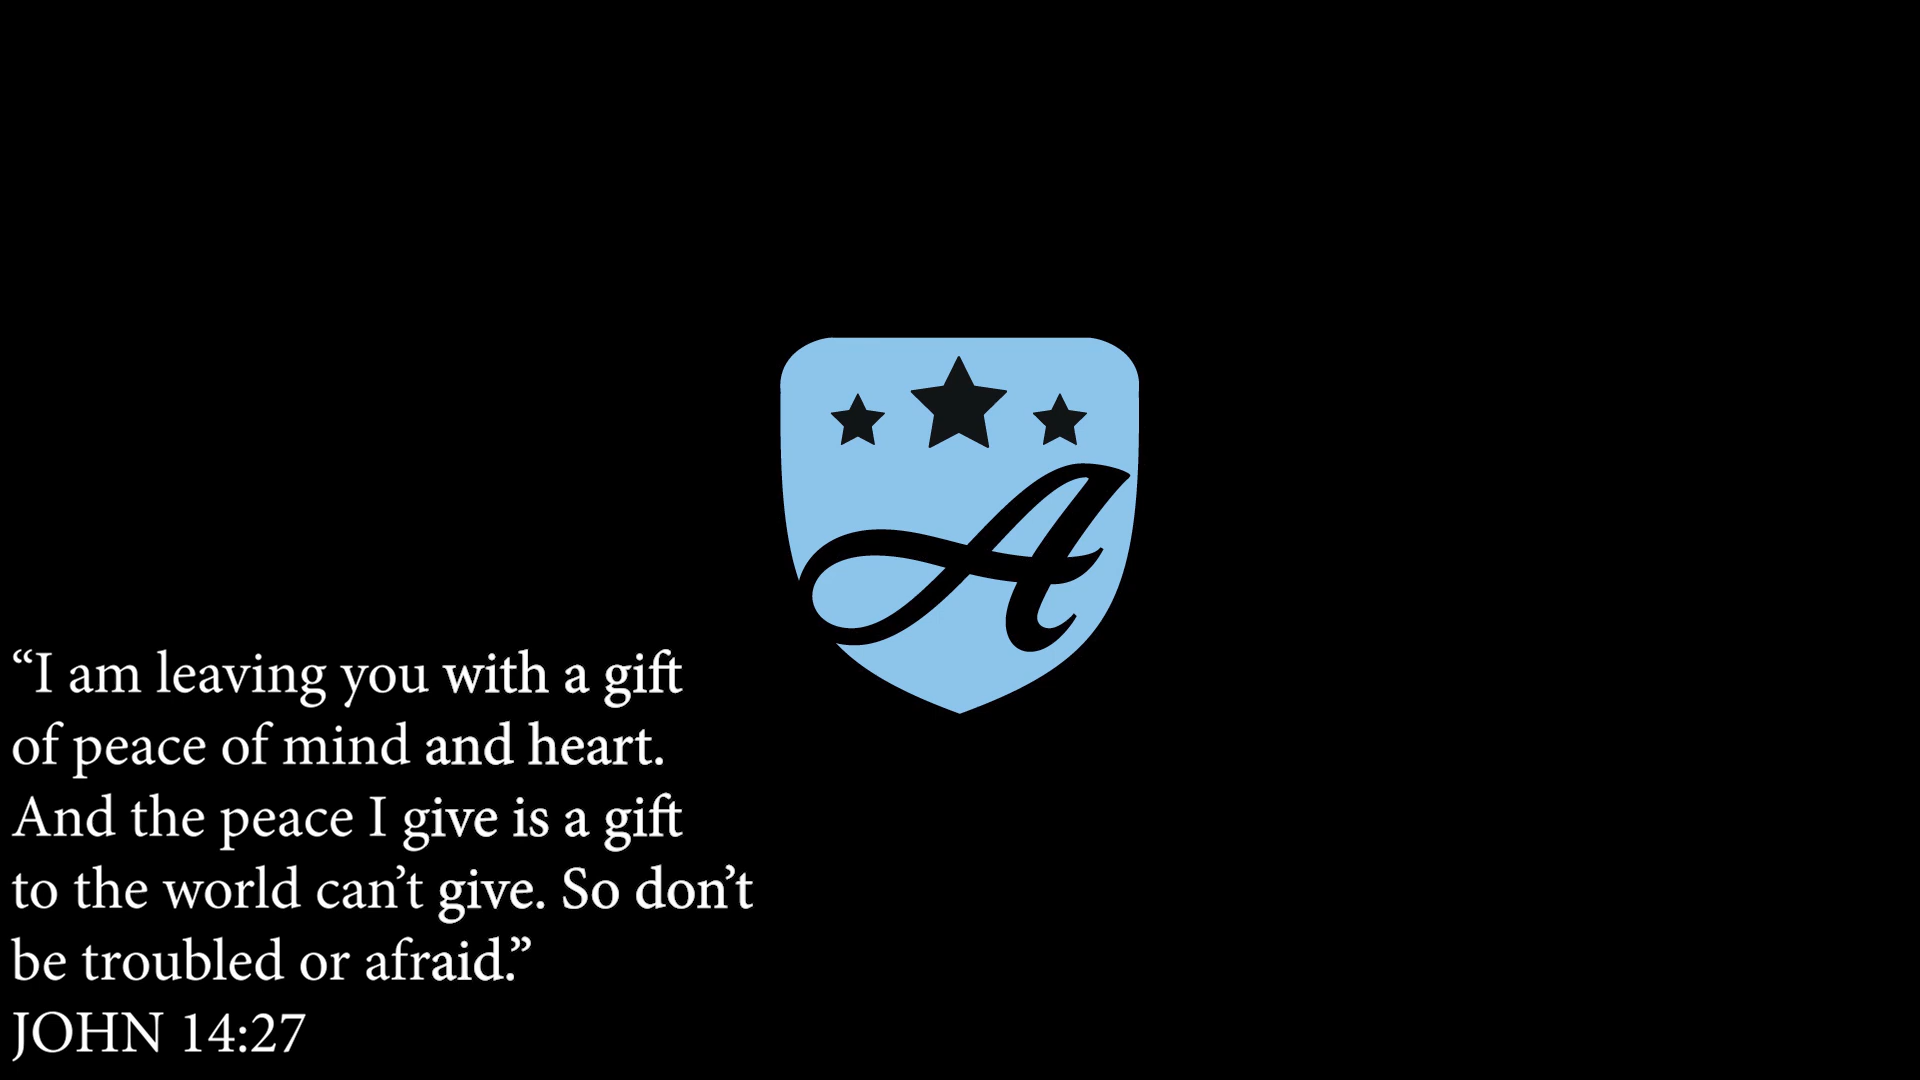 A
“I am leaving you with a gift
of peace of mind and heart.
And the peace I give is a gift
to the world can’t give. So don’t
be troubled or afraid.”
JOHN 14:27